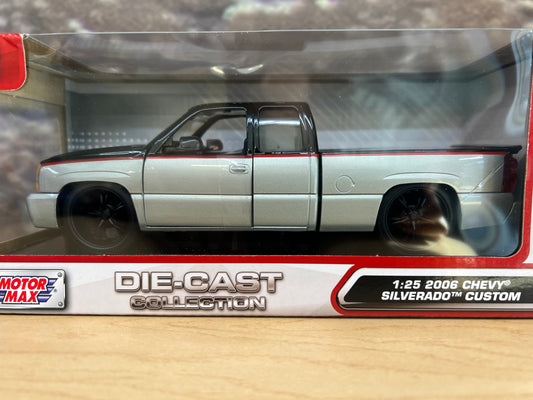 MOTOR
MAX
DIE-CAST
COLLECTION
1:25 2006 CHEVY®
SILVERADO™ CUSTOM